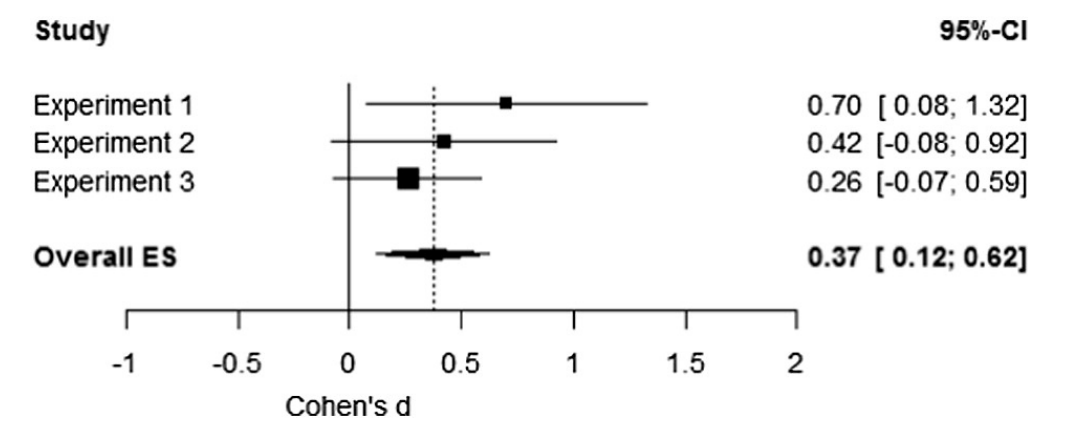 Study 95%-CI
Experiment 1 0.70 [ 0.08; 1.32]
Experiment 2 0.42 [-0.08; 0.92]
Experiment 3 0.26 [-0.07; 0.59]
Overall ES 0.37 [ 0.12; 0.62]
-1 -0.5 0 0.5 1 1.5 2
Cohen's d